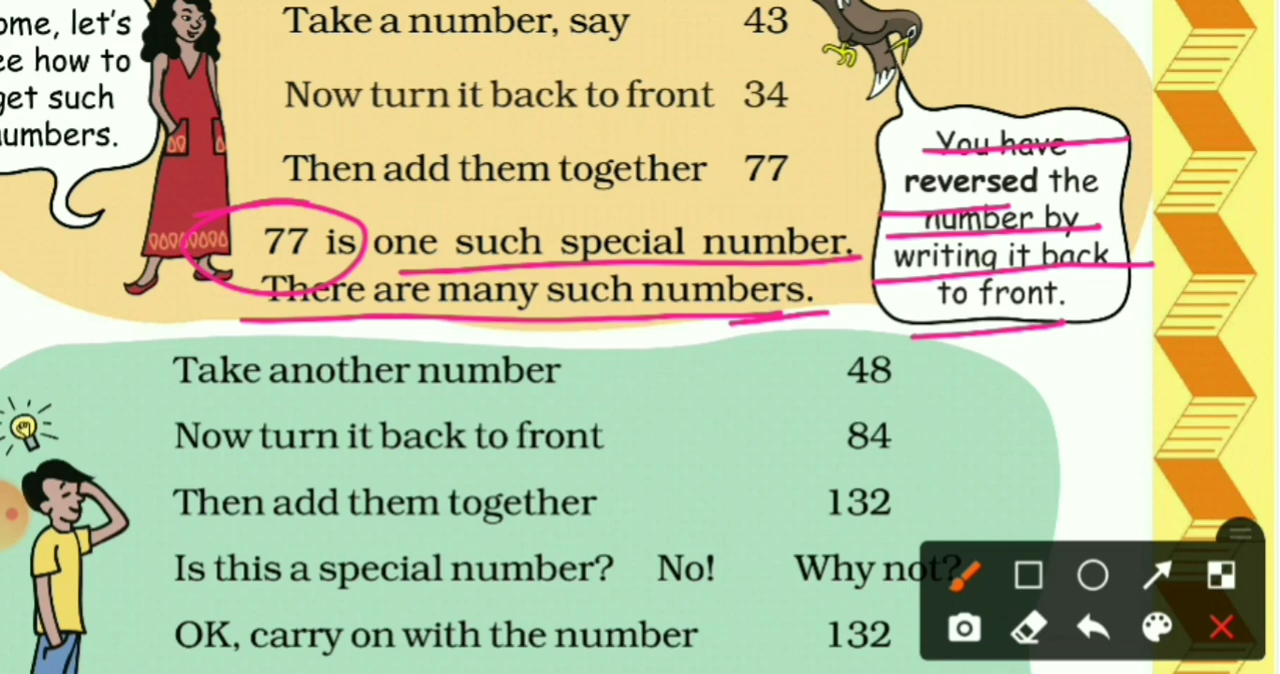 ome, let's
ee how to
get such
umbers.
Take a number, say 43
Now turn it back to front 34
Then add them together 77
77 is one such special number.
There are many such numbers.
You have
reversed the
number by
writing it back
to front.
Take another number 48
Now turn it back to front 84
Then add them together 132
Is this a special number? No! Why not?
OK, carry on with the number 132